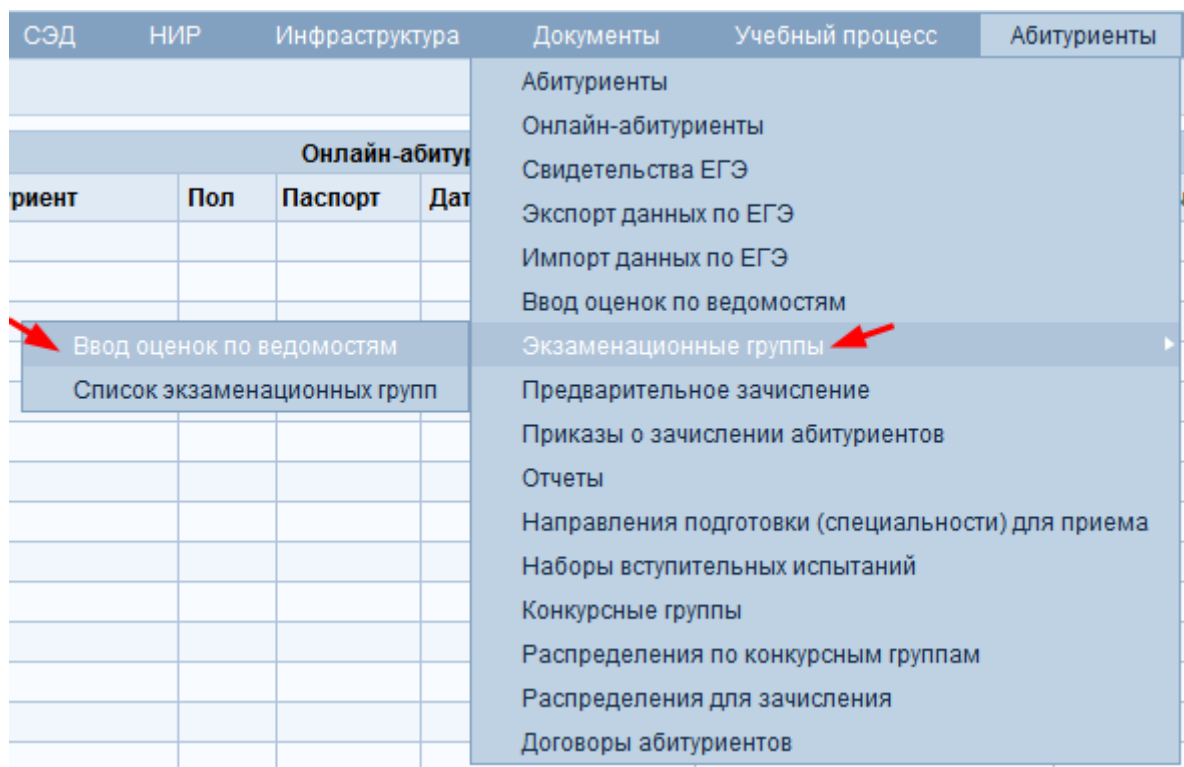 СЭД НИР Инфраструктура Документы Учебный процесс Абитуриенты
Абитуриенты
Онлайн-абитуриенты
Онлайн-абитур
Свидетельства ЕГЭ
риент Пол Паспорт Дат
Экспорт данных по ЕГЭ
Импорт данных по ЕГЭ
Ввод оценок по ведомостям
Ввод оценок по ведомостям Экзаменационные группы
Список экзаменационных групп Предварительное зачисление
Приказы о зачислении абитуриентов
Отчеты
Направления подготовки (специальности) для приема
Наборы вступительных испытаний
Конкурсные группы
Распределения по конкурсным группам
Распределения для зачисления
Договоры абитуриентов